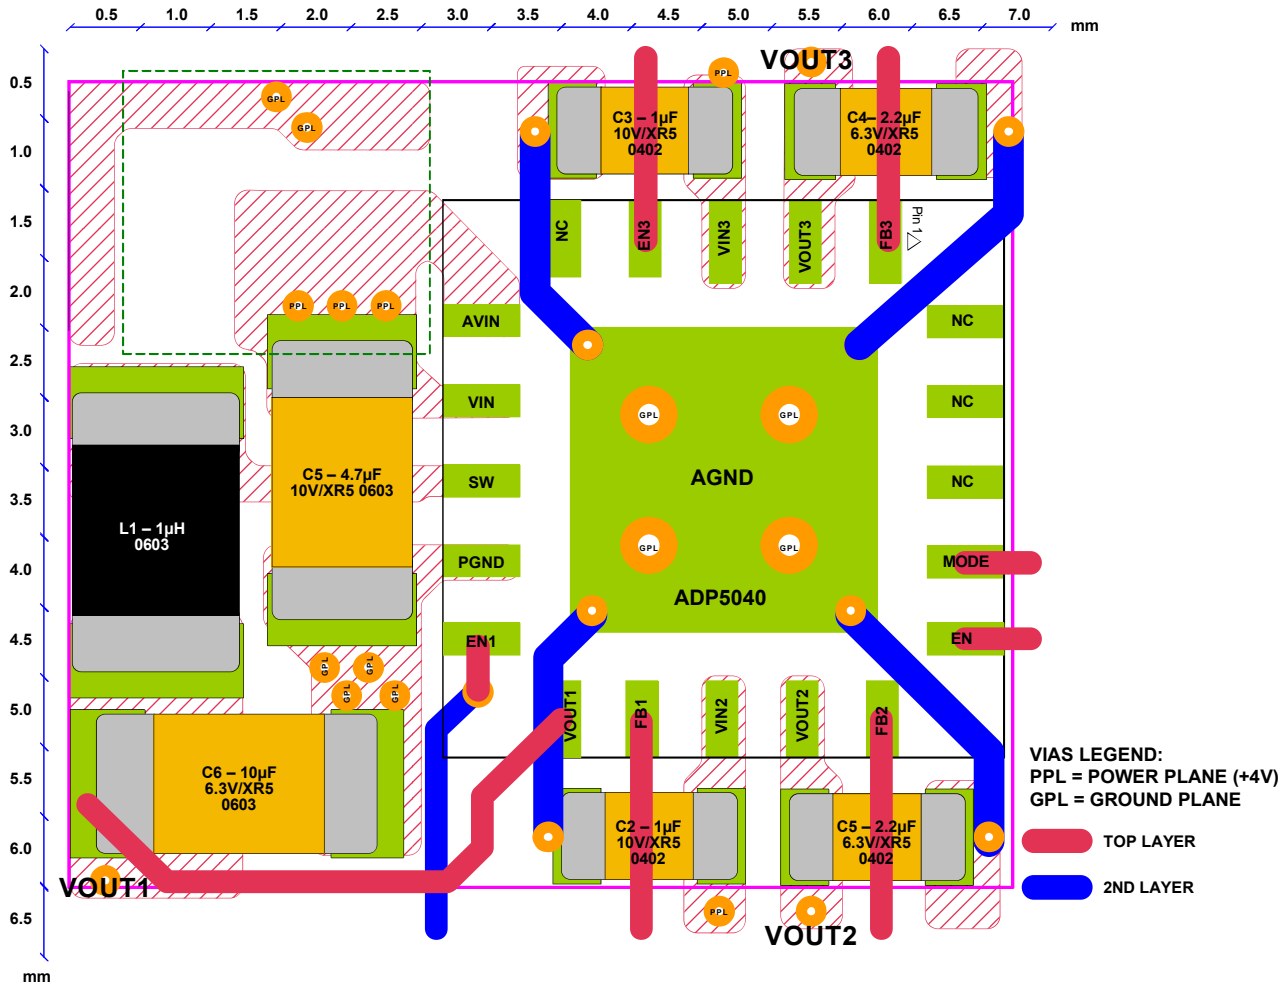 0.5 1.0 1.5 2.0 2.5 3.0 3.5 4.0 4.5 5.0 5.5 6.0 6.5 7.0 mm
VOUT3
0.5
1.0
1.5
2.0
2.5
3.0
3.5
4.0
4.5
5.0
5.5
6.0
6.5
mm
GPL
GPL
PPL
C3 – 1µF
10V/XR5
0402
C4– 2.2µF
6.3V/XR5
0402
NC
EN3
VIN3
VOUT3
FB3
Pin 1
PPL PPL PPL
AVIN
VIN
SW
PGND
EN1
NC
NC
NC
MODE
EN
GPL GPL
AGND
GPL GPL
ADP5040
C5 – 4.7µF
10V/XR5 0603
L1 – 1µH
0603
GPL GPL
GPL GPL
VOUT1
FB1
VIN2
VOUT2
FB2
C6 – 10µF
6.3V/XR5
0603
C2 – 1µF
10V/XR5
0402
C5 – 2.2µF
6.3V/XR5
0402
VOUT1
PPL
VOUT2
VIAS LEGEND:
PPL = POWER PLANE (+4V)
GPL = GROUND PLANE
TOP LAYER
2ND LAYER